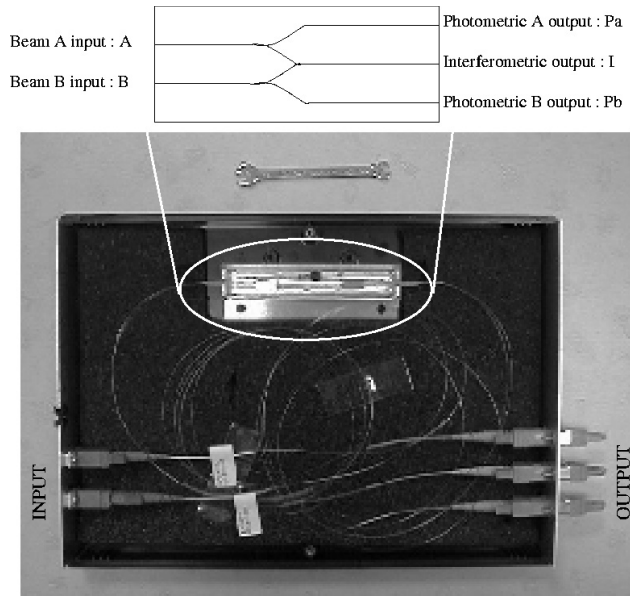 Photometric A output : Pa
Beam A input : A
Interferometric output : I
Beam B input : B
Photometric B output : Pb
INPUT
OUTPUT